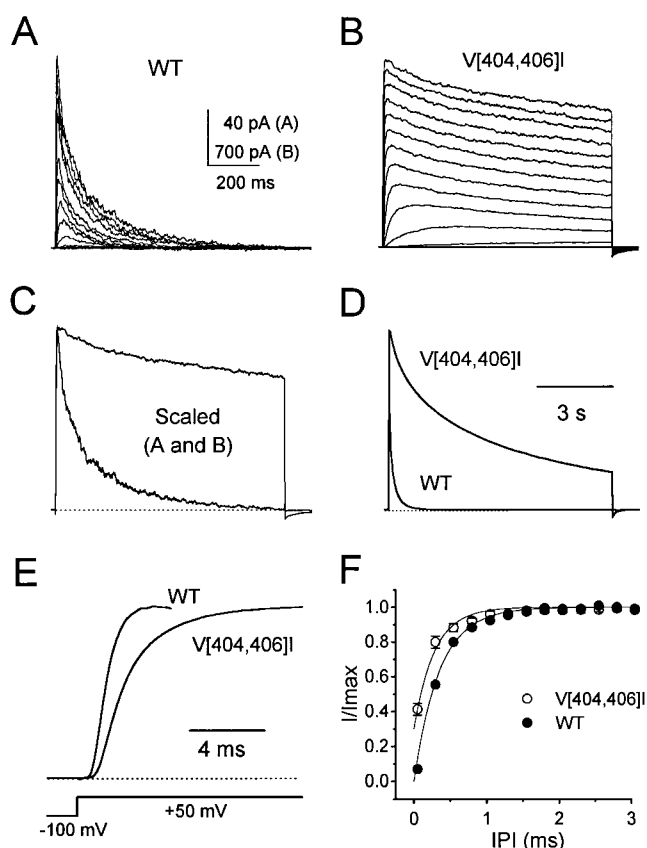 A
WT
40 pA (A)
700 pA (B)
200 ms
B
V[404,406]I
C
Scaled
(A and B)
D
V[404,406]I
3 s
WT
E
WT
V[404,406]I
4 ms
-100 mV
+50 mV
F
I/Imax
1.0
0.8
0.6
0.4
0.2
0.0
V[404,406]I
WT
0 1 2 3
IPI (ms)